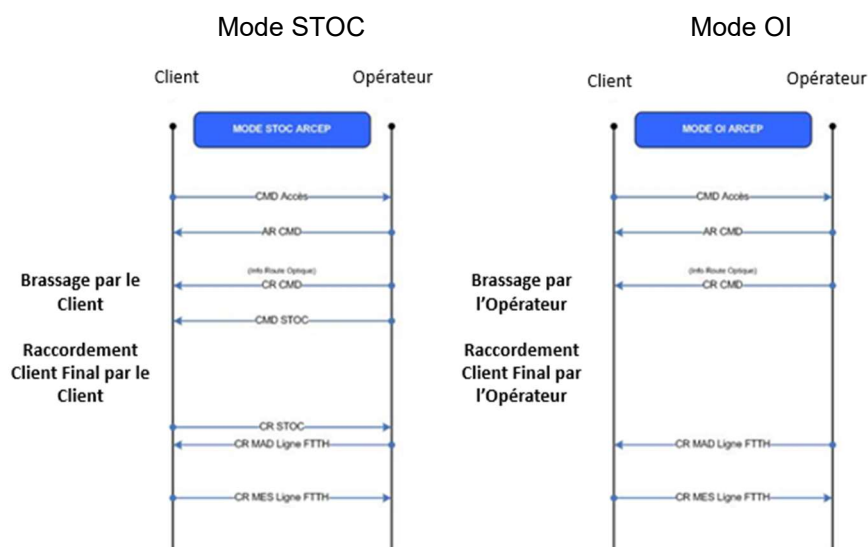 Mode STOC
Mode OI
Client
Opérateur
Client
Opérateur
MODE STOC ARCEP
MODE OI ARCEP
CMD Accès
CMD Accès
AR CMD
AR CMD
Brassage par le
Client
(Info Route Optique)
CR CMD
Brassage par
l’Opérateur
(Info Route Optique)
CR CMD
CMD STOC
Raccordement
Client Final par le
Client
Raccordement
Client Final par
l’Opérateur
CR STOC
CR MAD Ligne FTTH
CR MAD Ligne FTTH
CR MES Ligne FTTH
CR MES Ligne FTTH